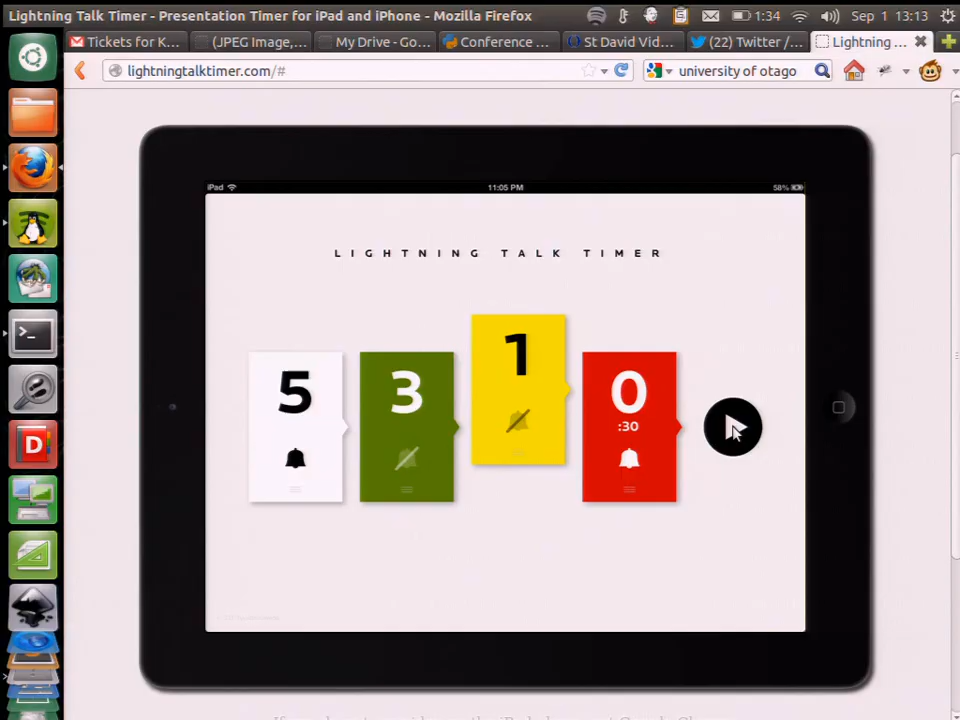 Lightning Talk Timer - Presentation Timer for iPad and iPhone - Mozilla Firefox
1:34
Sep 1 13:13
Tickets for K...
(JPEG Image,...
My Drive - Go...
Conference ...
St David Vid...
(22) Twitter /...
Lightning ...
lightningtalktimer.com/#
university of otago
iPad
11:05 PM
58%
LIGHTNING TALK TIMER
5
3
1
0
:30